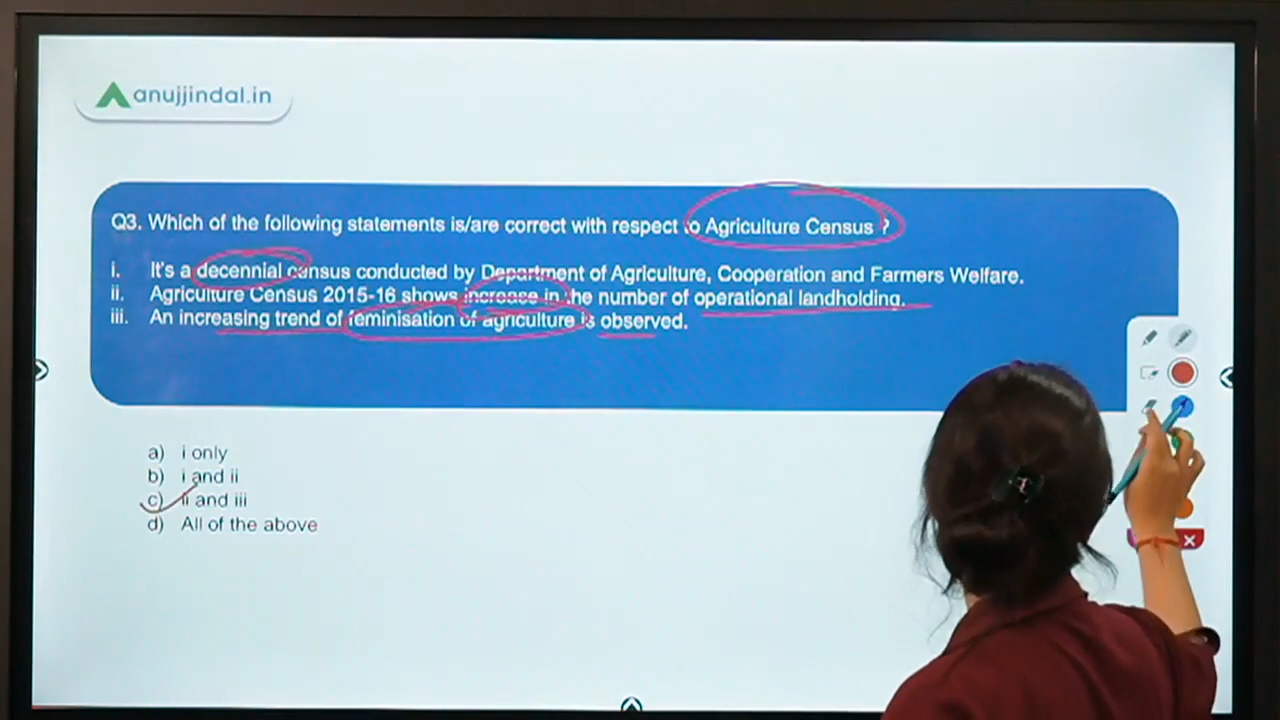 anujjindal.in
Q3. Which of the following statements is/are correct with respect to Agriculture Census ?
i. It's a decennial census conducted by Department of Agriculture, Cooperation and Farmers Welfare.
ii. Agriculture Census 2015-16 shows increase in the number of operational landholding.
iii. An increasing trend of feminisation of agriculture is observed.
a) i only
b) i and ii
c) ii and iii
d) All of the above